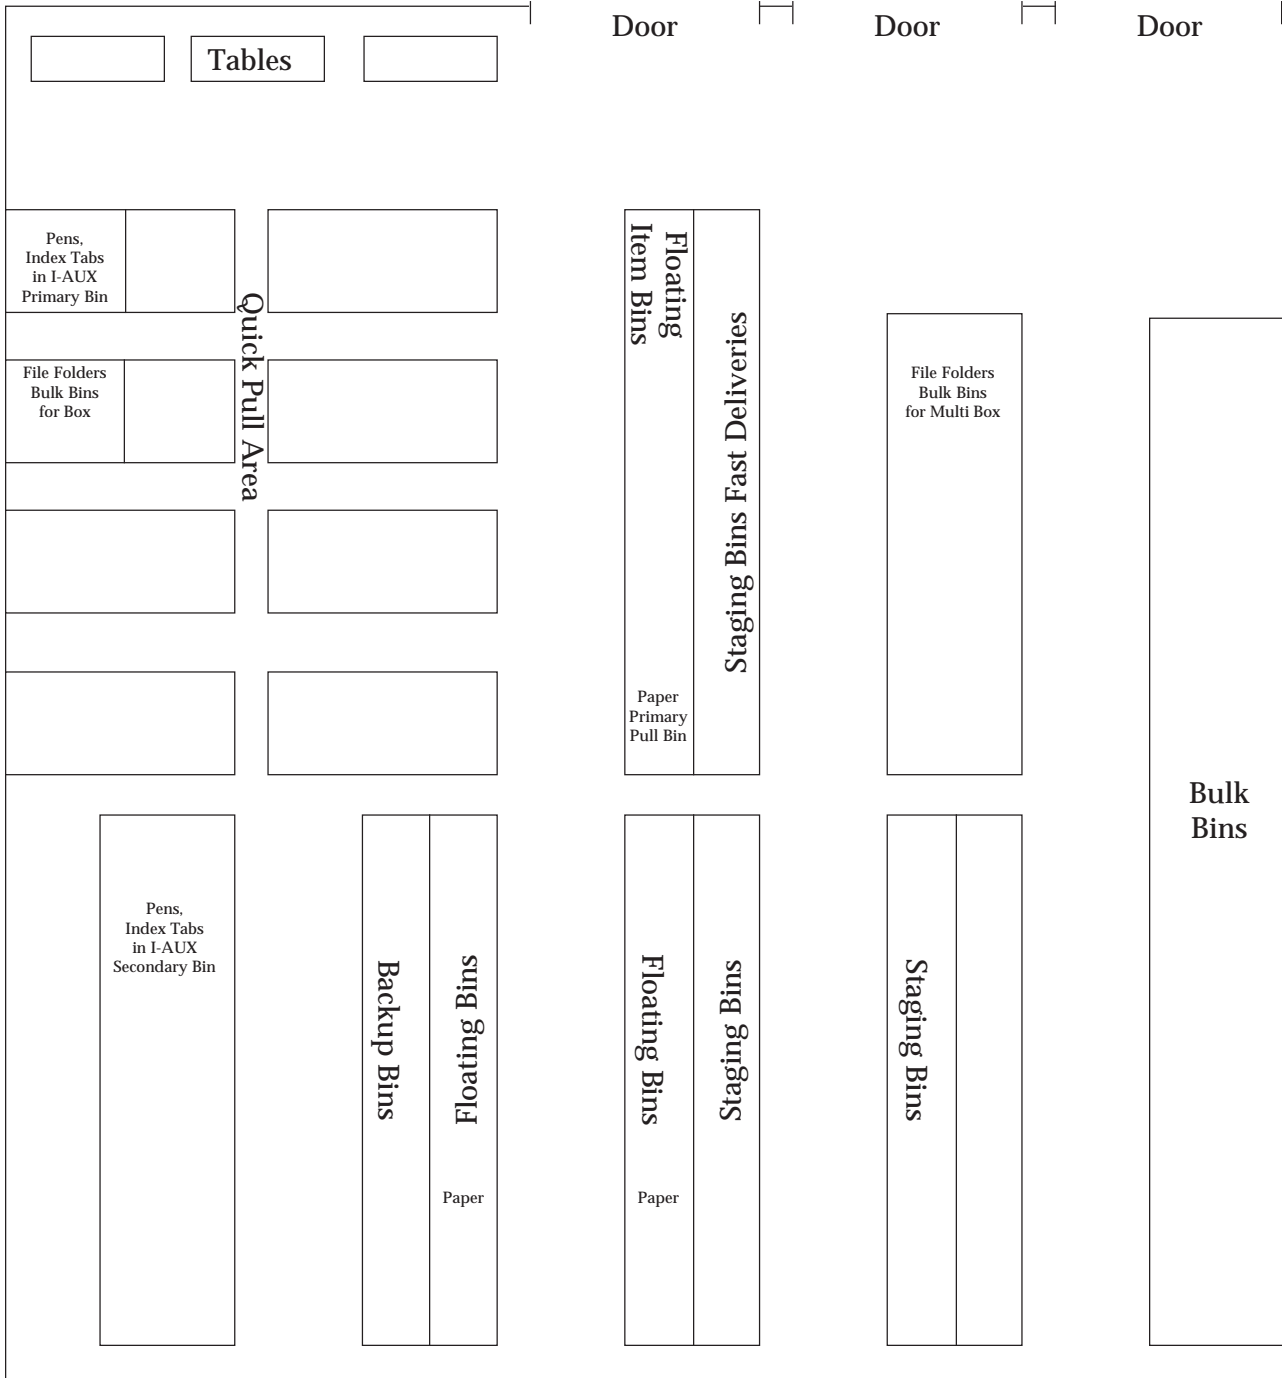 Door
Door
Door
Tables
Pens,
Index Tabs
in I-AUX
Primary Bin
File Folders
Bulk Bins
for Box
Quick Pull Area
Floating
Item Bins
Staging Bins Fast Deliveries
Paper
Primary
Pull Bin
File Folders
Bulk Bins
for Multi Box
Bulk
Bins
Pens,
Index Tabs
in I-AUX
Secondary Bin
Backup Bins
Floating Bins
Paper
Floating Bins
Paper
Staging Bins
Staging Bins